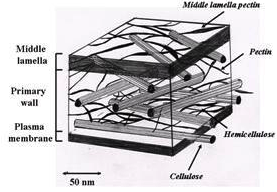 Middle lamella pectin
Middle
lamella
Pectin
Primary
wall
Plasma
membrane
Hemicellulose
Cellulose
50 nm